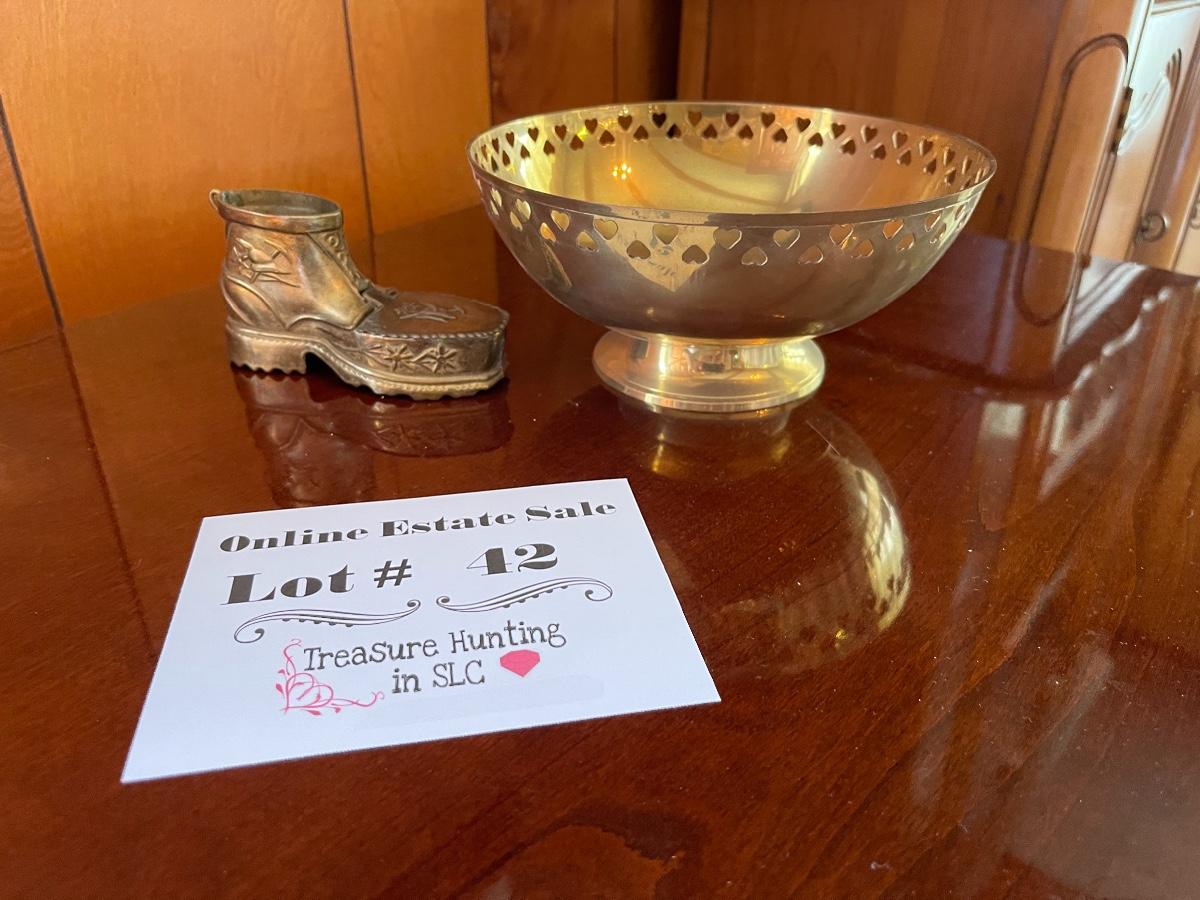 Online Estate Sale
Lot # 42
Treasure Hunting
in SLC